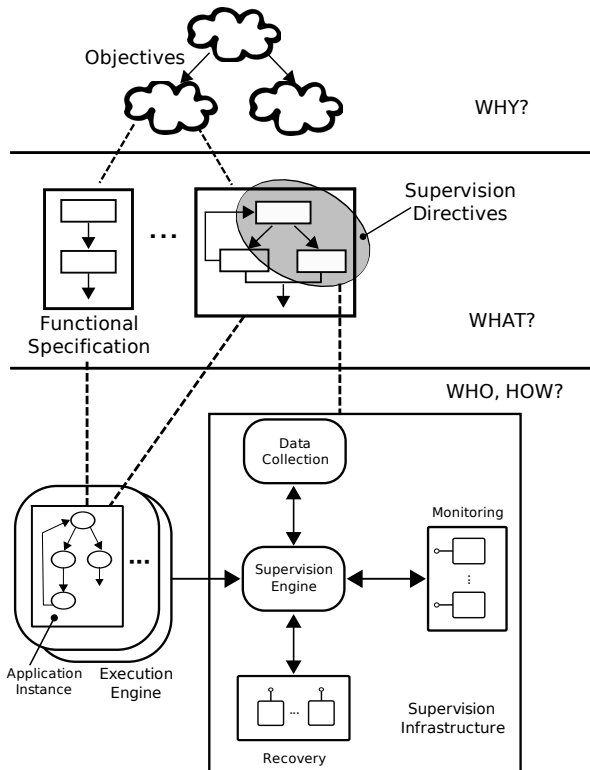 Objectives
WHY?
Supervision
Directives
...
Functional
Specification
WHAT?
WHO, HOW?
Data
Collection
Monitoring
...
...
Supervision
Engine
Application
Instance
Execution
Engine
...
Recovery
Supervision
Infrastructure